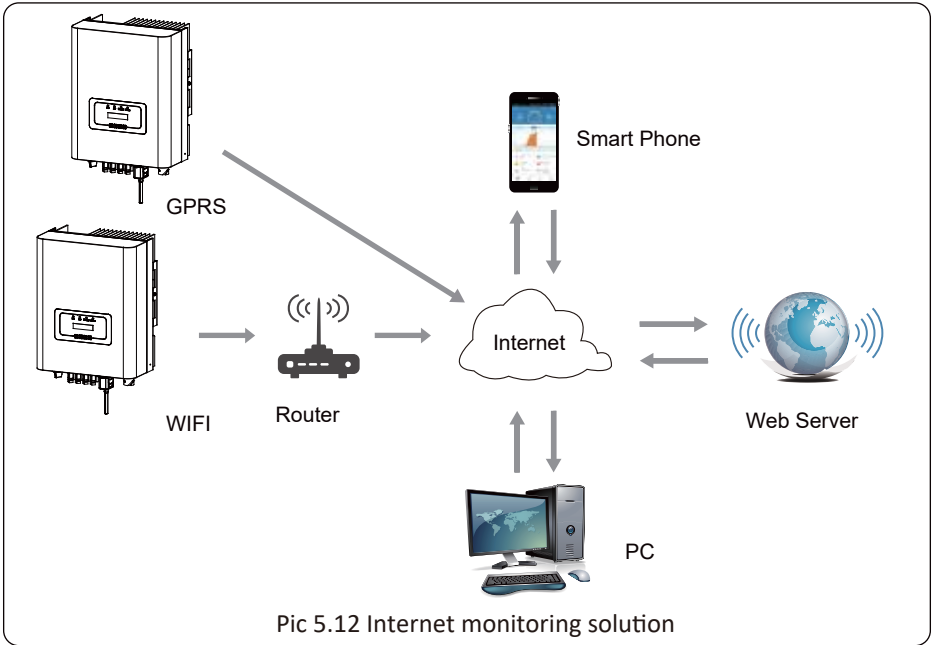 Smart Phone
GPRS
Internet
WIFI
Router
Web Server
PC
Pic 5.12 Internet monitoring solution